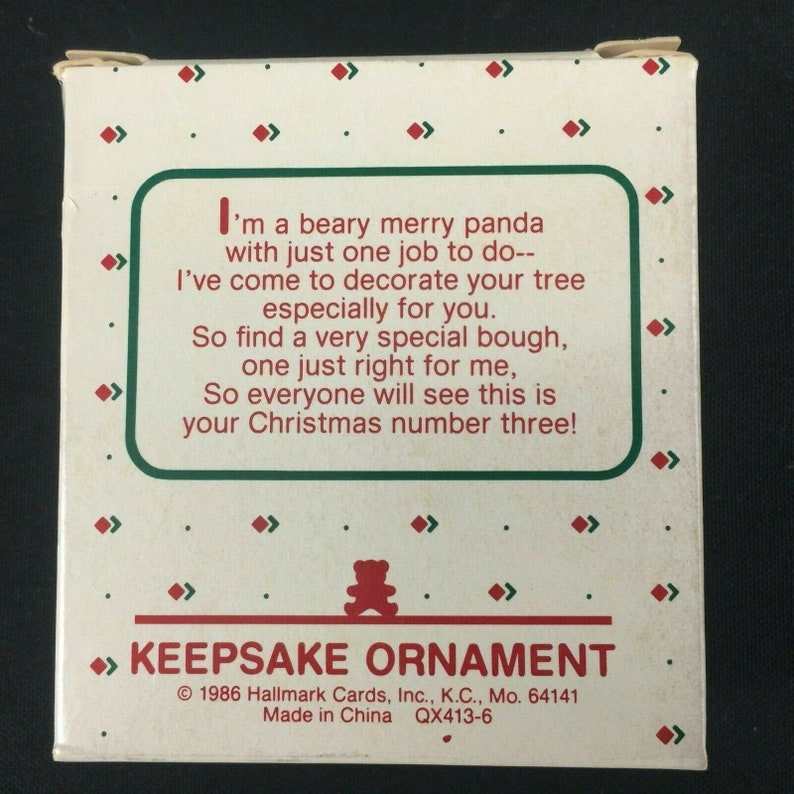 I'm a beary merry panda
with just one job to do--
I've come to decorate your tree
especially for you.
So find a very special bough,
one just right for me,
So everyone will see this is
your Christmas number three!
KEEPSAKE ORNAMENT
© 1986 Hallmark Cards, Inc., K.C., Mo. 64141
Made in China QX413-6